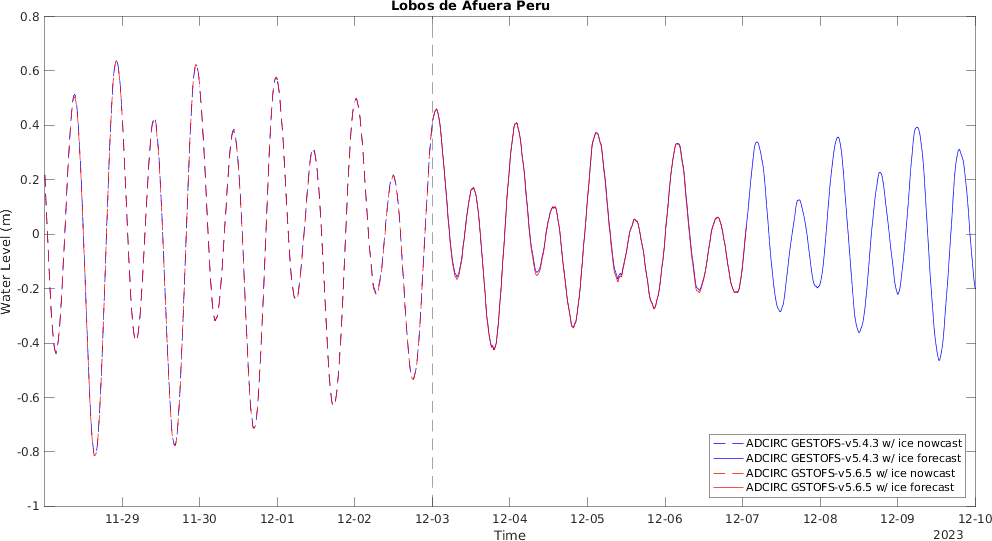 Lobos de Afuera Peru
0.8
0.6
0.4
0.2
0
-0.2
-0.4
-0.6
-0.8
-1
Water Level (m)
11-29 11-30 12-01 12-02 12-03 12-04 12-05 12-06 12-07 12-08 12-09 12-10
Time
2023
ADCIRC GESTOFS-v5.4.3 w/ ice nowcast
ADCIRC GESTOFS-v5.4.3 w/ ice forecast
ADCIRC GSTOFS-v5.6.5 w/ ice nowcast
ADCIRC GSTOFS-v5.6.5 w/ ice forecast